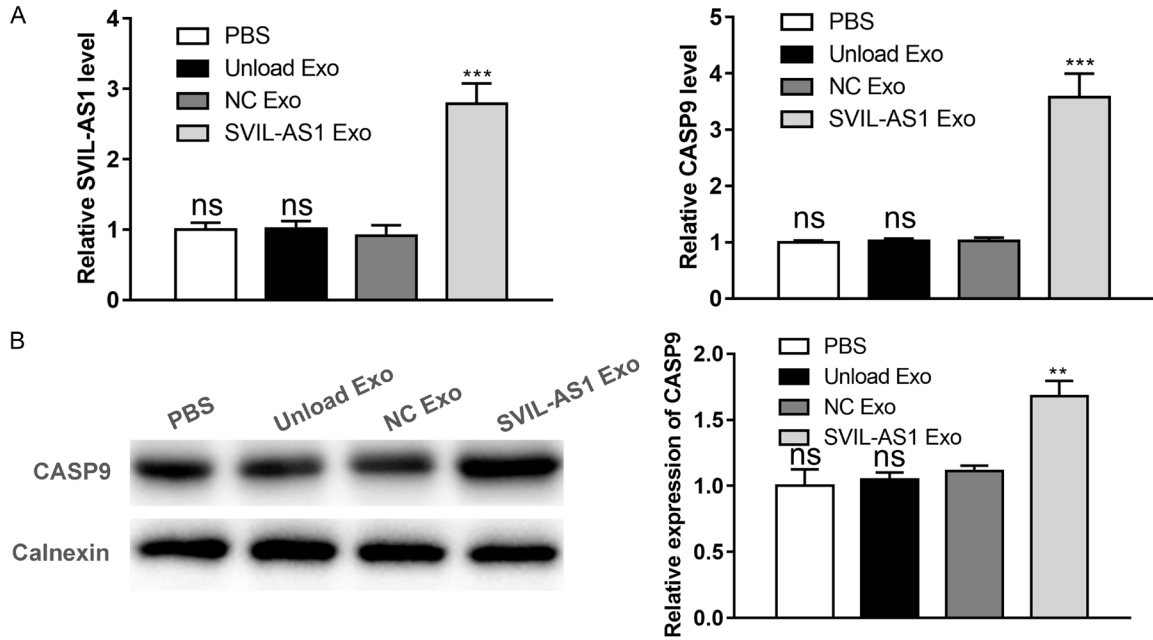 A
Relative SVIL-AS1 level
4
3
2
1
0
PBS
Unload Exo
NC Exo
SVIL-AS1 Exo
ns
ns
***
Relative CASP9 level
5
4
3
2
1
0
PBS
Unload Exo
NC Exo
SVIL-AS1 Exo
ns
ns
***
B
PBS
Unload Exo
NC Exo
SVIL-AS1 Exo
CASP9
Calnexin
Relative expression of CASP9
2.0
1.5
1.0
0.5
0.0
PBS
Unload Exo
NC Exo
SVIL-AS1 Exo
ns
ns
**